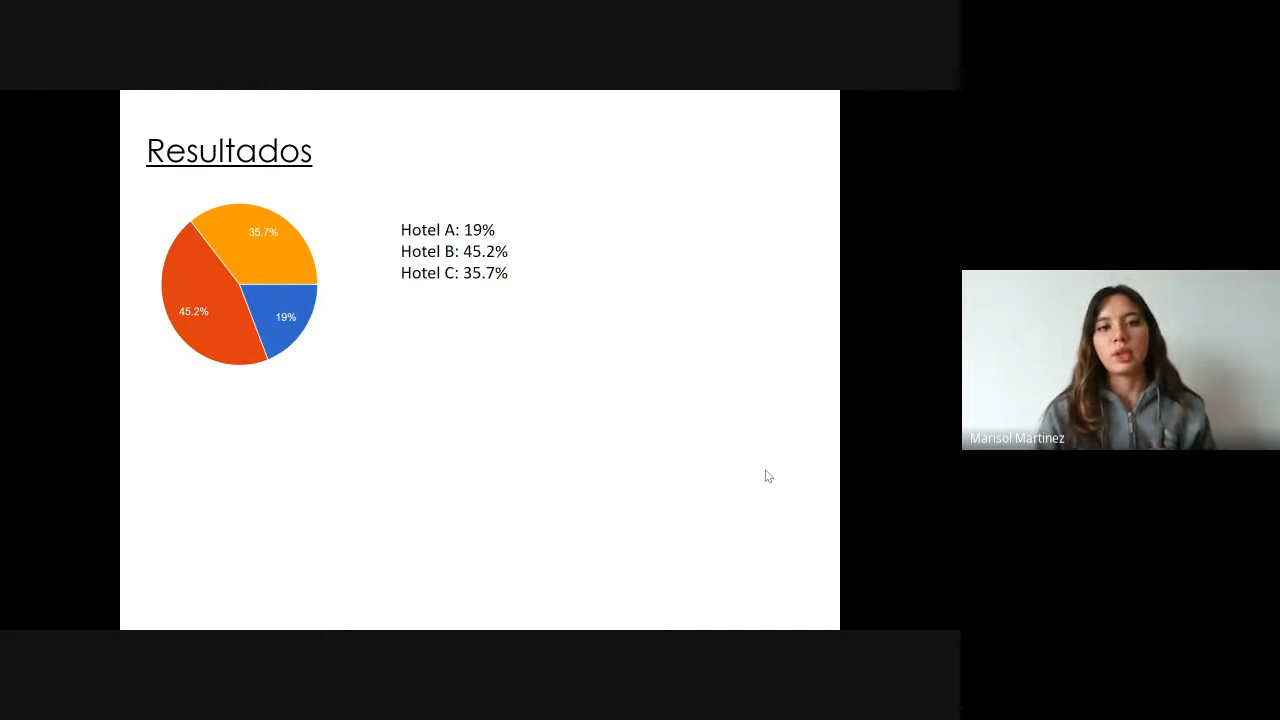 Resultados
35.7%
45.2%
19%
Hotel A: 19%
Hotel B: 45.2%
Hotel C: 35.7%
Marisol Martinez